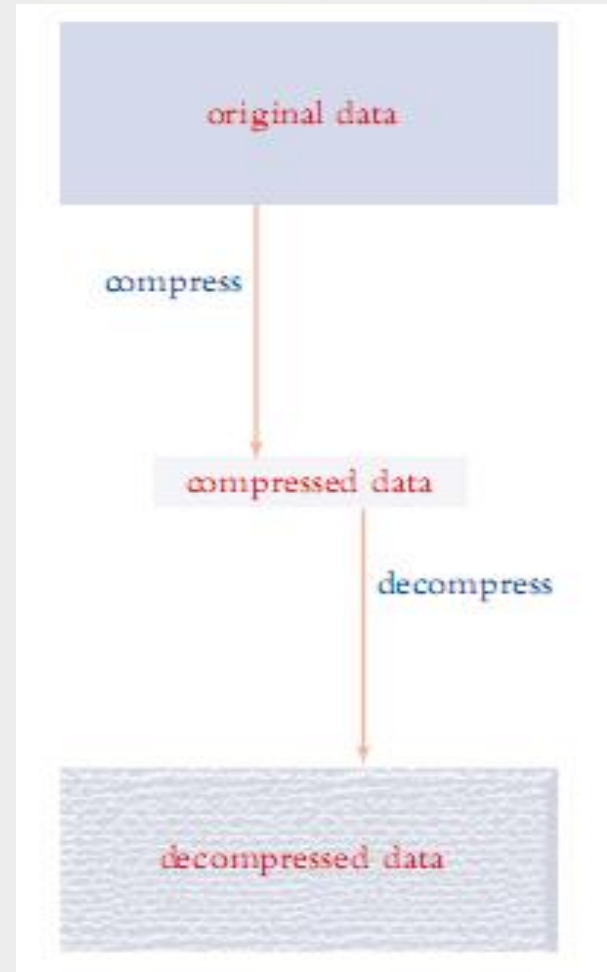 original data
compress
compressed data
decompress
decompressed data